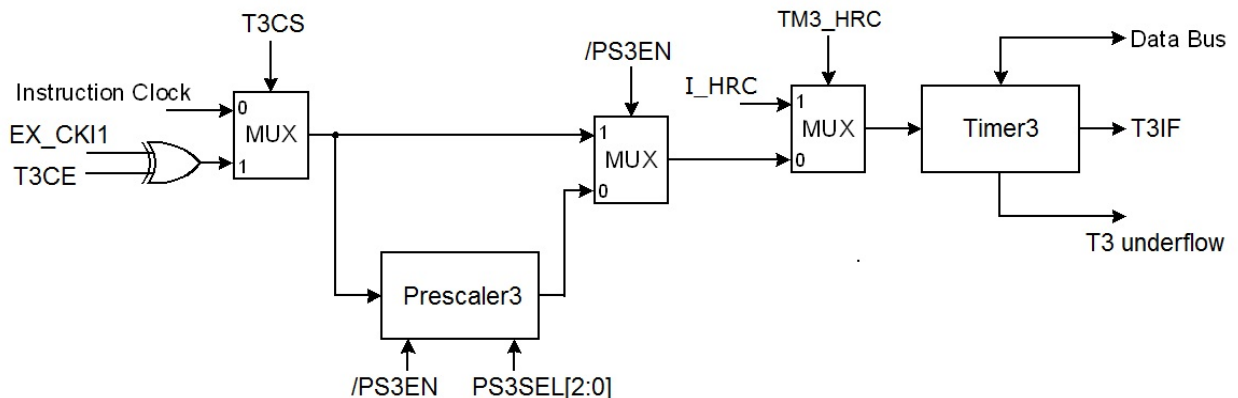 T3CS
TM3_HRC
/PS3EN
Data Bus
Instruction Clock
I_HRC
0
1
1
EX_CKI1
MUX
MUX
Timer3
T3IF
T3CE
1
MUX
0
0
T3 underflow
Prescaler3
/PS3EN
PS3SEL[2:0]